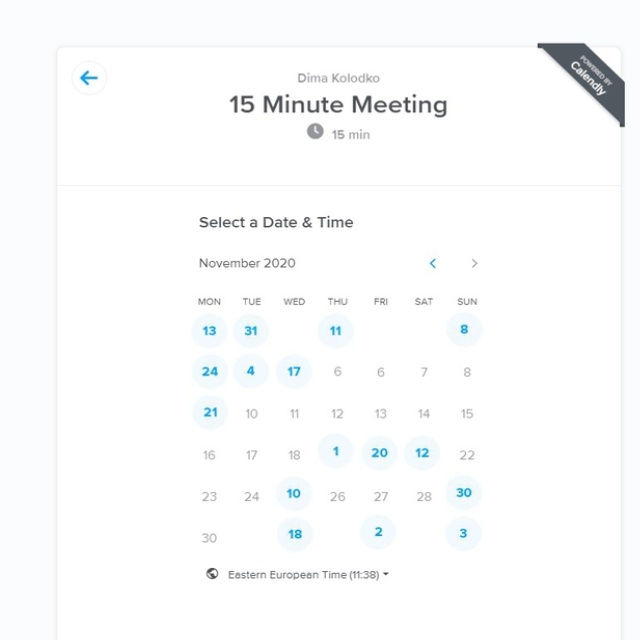 POWERED BY
Calendly
Dima Kolodko
15 Minute Meeting
15 min
Select a Date & Time
November 2020
MON TUE WED THU FRI SAT SUN
13 31 11 8
24 4 17 6 6 7 8
21 10 11 12 13 14 15
16 17 18 1 20 12 22
23 24 10 26 27 28 30
30 18 2 3
Eastern European Time (11:38)